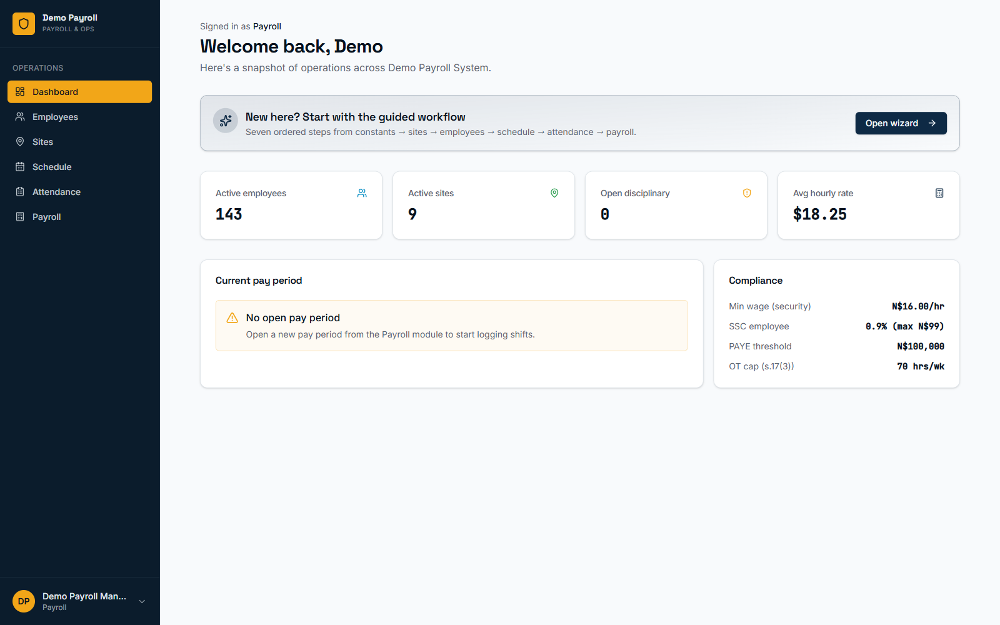 Demo Payroll
PAYROLL & OPS
OPERATIONS
Dashboard
Employees
Sites
Schedule
Attendance
Payroll
DP
Demo Payroll Man...
Payroll
Signed in as Payroll
Welcome back, Demo
Here's a snapshot of operations across Demo Payroll System.
New here? Start with the guided workflow
Seven ordered steps from constants → sites → employees → schedule → attendance → payroll.
Open wizard →
Active employees
143
Active sites
9
Open disciplinary
0
Avg hourly rate
$18.25
Current pay period
No open pay period
Open a new pay period from the Payroll module to start logging shifts.
Compliance
Min wage (security) N$16.00/hr
SSC employee 0.9% (max N$99)
PAYE threshold N$100,000
OT cap (s.17(3)) 70 hrs/wk